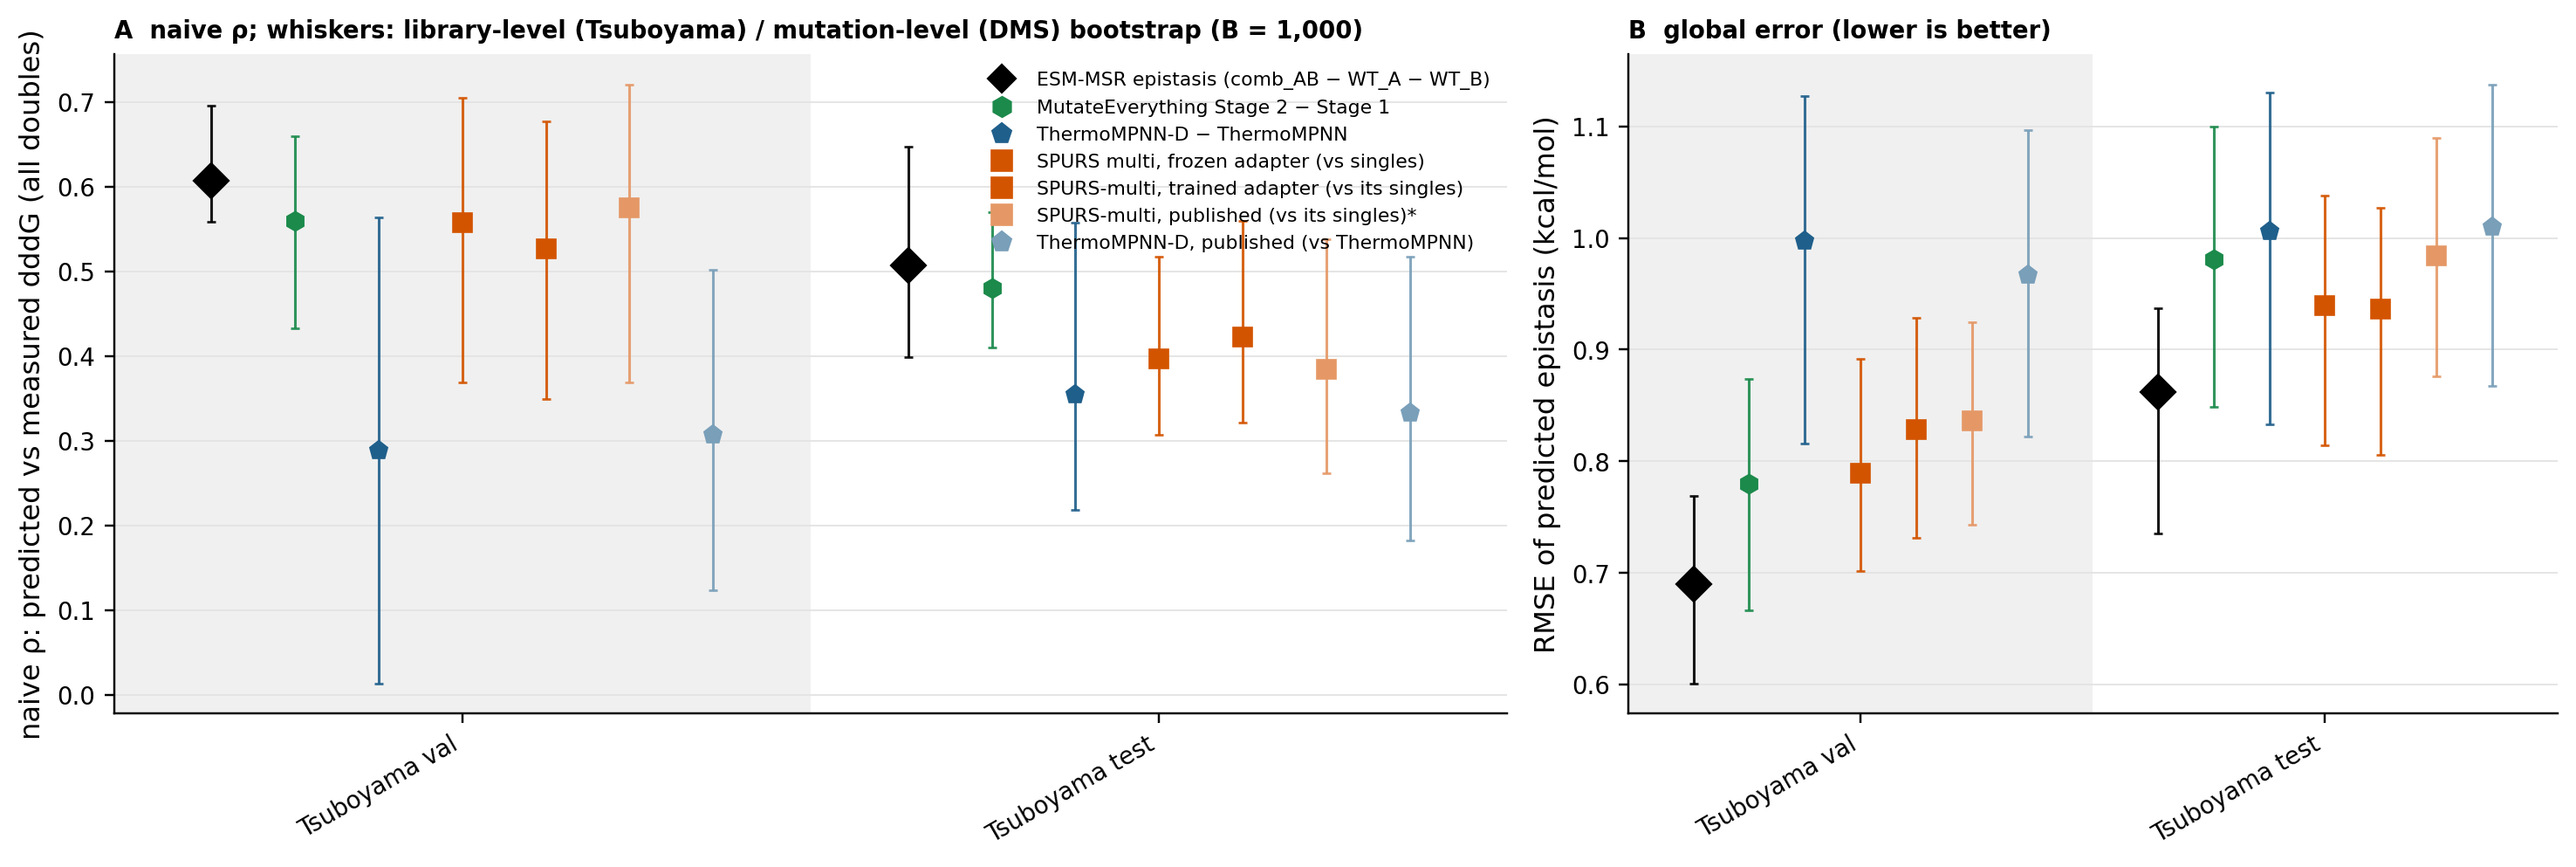 A  naive ρ; whiskers: library-level (Tsuboyama) / mutation-level (DMS) bootstrap (B = 1,000)
naive ρ: predicted vs measured dddG (all doubles)
0.7
0.6
0.5
0.4
0.3
0.2
0.1
0.0
ESM-MSR epistasis (comb_AB − WT_A − WT_B)
MutateEverything Stage 2 − Stage 1
ThermoMPNN-D − ThermoMPNN
SPURS multi, frozen adapter (vs singles)
SPURS-multi, trained adapter (vs its singles)
SPURS-multi, published (vs its singles)*
ThermoMPNN-D, published (vs ThermoMPNN)
Tsuboyama val
Tsuboyama test
B  global error (lower is better)
RMSE of predicted epistasis (kcal/mol)
1.1
1.0
0.9
0.8
0.7
0.6
Tsuboyama val
Tsuboyama test